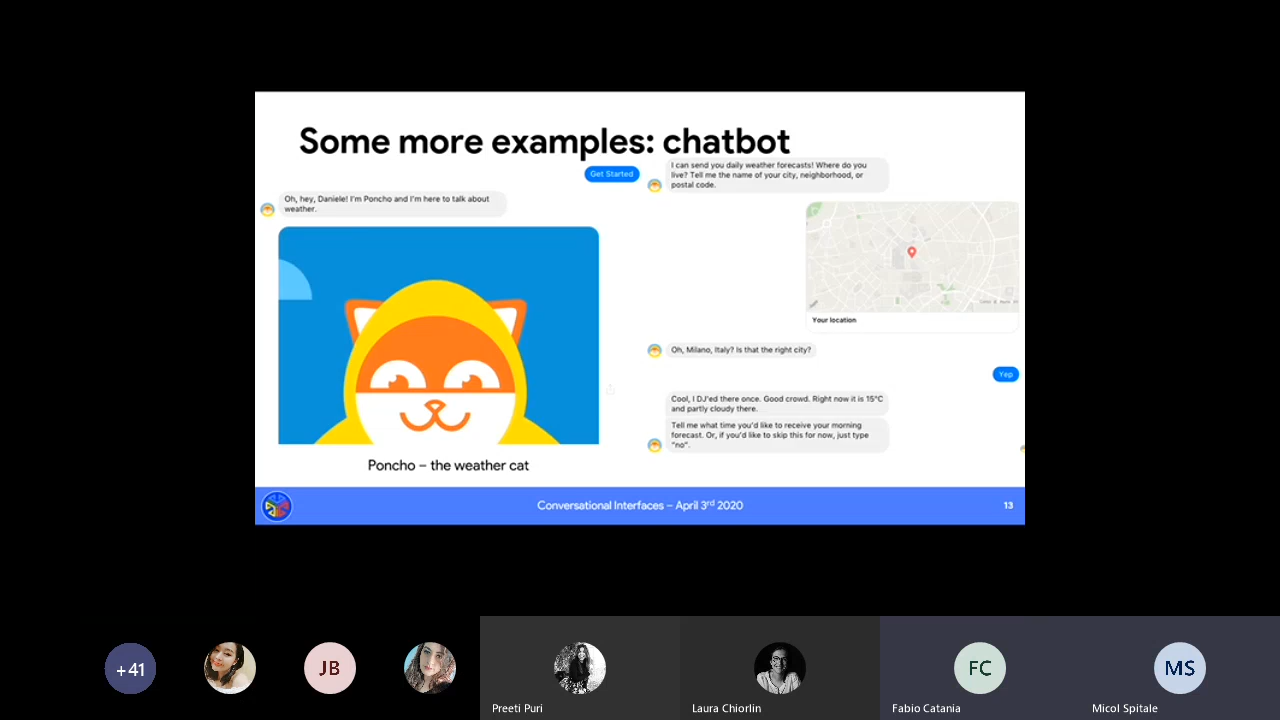 Some more examples: chatbot
Get Started
Oh, hey, Daniele! I'm Poncho and I'm here to talk about
weather.
Poncho – the weather cat
I can send you daily weather forecasts! Where do you
live? Tell me the name of your city, neighborhood, or
postal code.
Your location
Oh, Milano, Italy? Is that the right city?
Yep
Cool, I DJ'ed there once. Good crowd. Right now it is 15°C
and partly cloudy there.
Tell me what time you'd like to receive your morning
forecast. Or, if you'd like to skip this for now, just type
"no".
Conversational Interfaces – April 3rd 2020
13
+41
JB
FC
MS
Preeti Puri
Laura Chiorlin
Fabio Catania
Micol Spitale